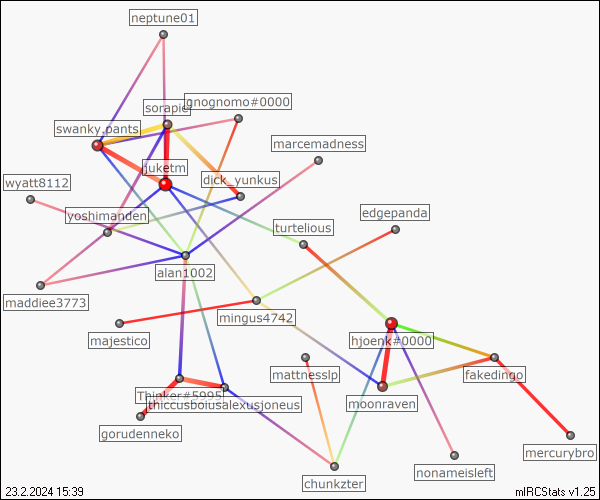 neptune01
gnognomo#0000
sorapie
swanky.pants
marcemadness
juketm
dick_yunkus
wyatt8112
yoshimanden
edgepanda
turtelious
alan1002
maddiee3773
mingus4742
majestico
hjoenk#0000
mattnesslp
fakedingo
Thinker#5995
thiccusboiusalexusjoneus
moonraven
gorudenneko
mercurybro
nonameisleft
chunkzter
23.2.2024 15:39
mIRCStats v1.25